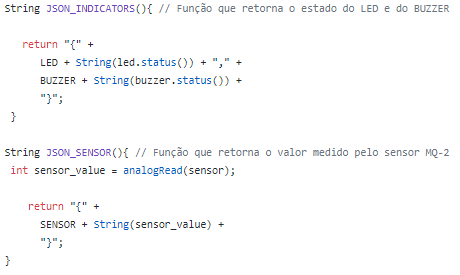 String JSON_INDICATORS(){ // Função que retorna o estado do LED e do BUZZER
return "{" +
LED + String(led.status()) + "," +
BUZZER + String(buzzer.status()) +
"}";
}
String JSON_SENSOR(){ // Função que retorna o valor medido pelo sensor MQ-2
int sensor_value = analogRead(sensor);
return "{" +
SENSOR + String(sensor_value) +
"}";
}